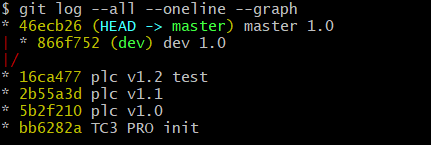 $ git log --all --oneline --graph
* 46ecb26 (HEAD -> master) master 1.0
| * 866f752 (dev) dev 1.0
|/
* 16ca477 plc v1.2 test
* 2b55a3d plc v1.1
* 5b2f210 plc v1.0
* bb6282a TC3 PRO init